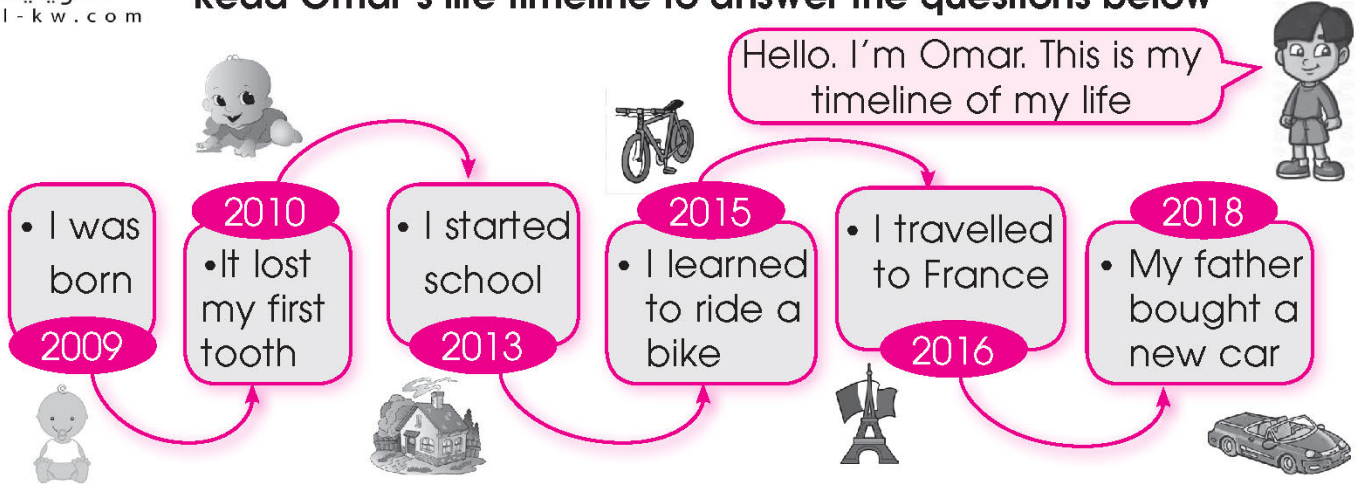 l-kw.com
Read Omar's life timeline to answer the questions below
Hello. I'm Omar. This is my
timeline of my life
• I was
born
2009
2010
•It lost
my first
tooth
• I started
school
2013
2015
• I learned
to ride a
bike
• I travelled
to France
2016
2018
• My father
bought a
new car